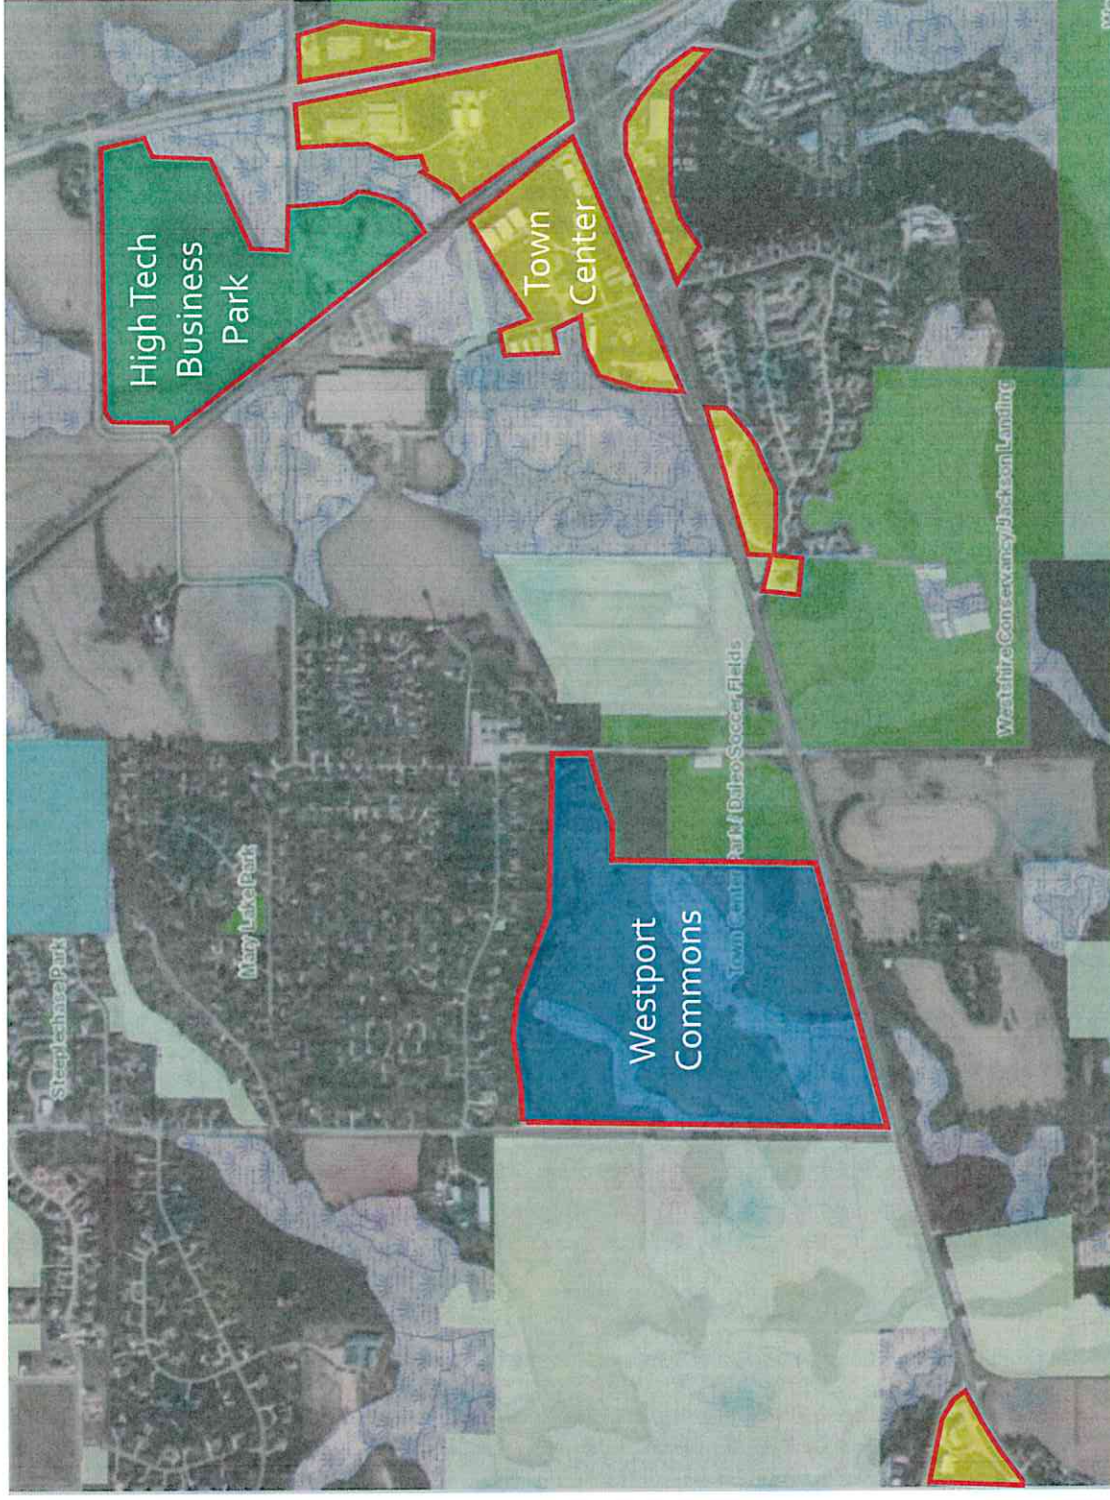 High Tech
Business
Park
Town
Center
Westport
Commons
Steeplechase Park
Mary Lake Park
Town Center Park / Daleo Soccer Fields
Westshire Conservancy/Jackson Landing